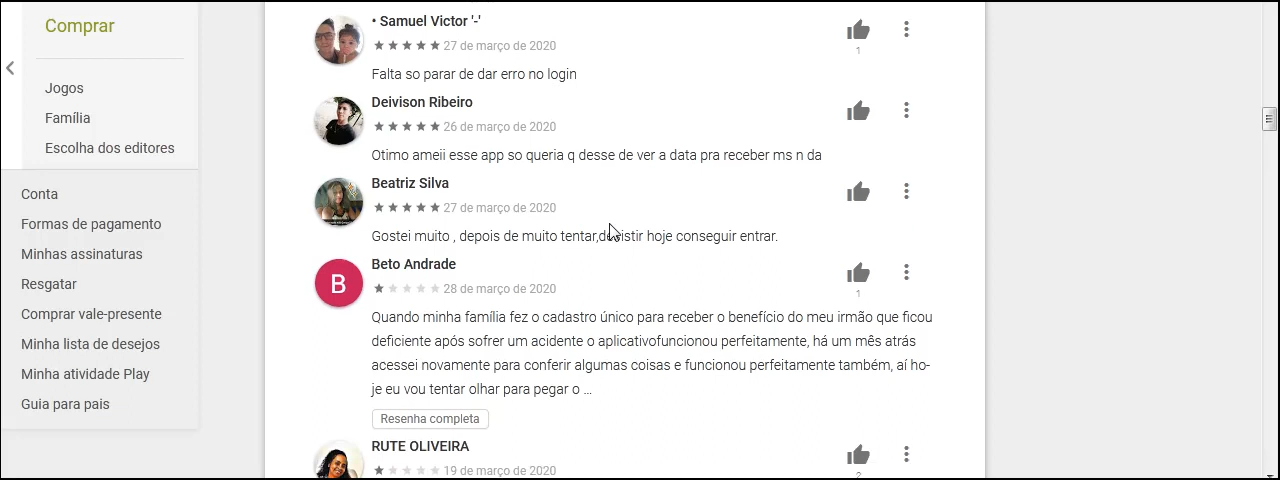 Comprar
Jogos
Família
Escolha dos editores
Conta
Formas de pagamento
Minhas assinaturas
Resgatar
Comprar vale-presente
Minha lista de desejos
Minha atividade Play
Guia para pais
• Samuel Victor '-'
27 de março de 2020
1
Falta so parar de dar erro no login
Deivison Ribeiro
26 de março de 2020
Otimo ameii esse app so queria q desse de ver a data pra receber ms n da
Beatriz Silva
27 de março de 2020
Gostei muito , depois de muito tentar,desistir hoje conseguir entrar.
B
Beto Andrade
28 de março de 2020
1
Quando minha família fez o cadastro único para receber o benefício do meu irmão que ficou
deficiente após sofrer um acidente o aplicativofuncionou perfeitamente, há um mês atrás
acessei novamente para conferir algumas coisas e funcionou perfeitamente também, aí ho-
je eu vou tentar olhar para pegar o ...
Resenha completa
RUTE OLIVEIRA
19 de março de 2020
2